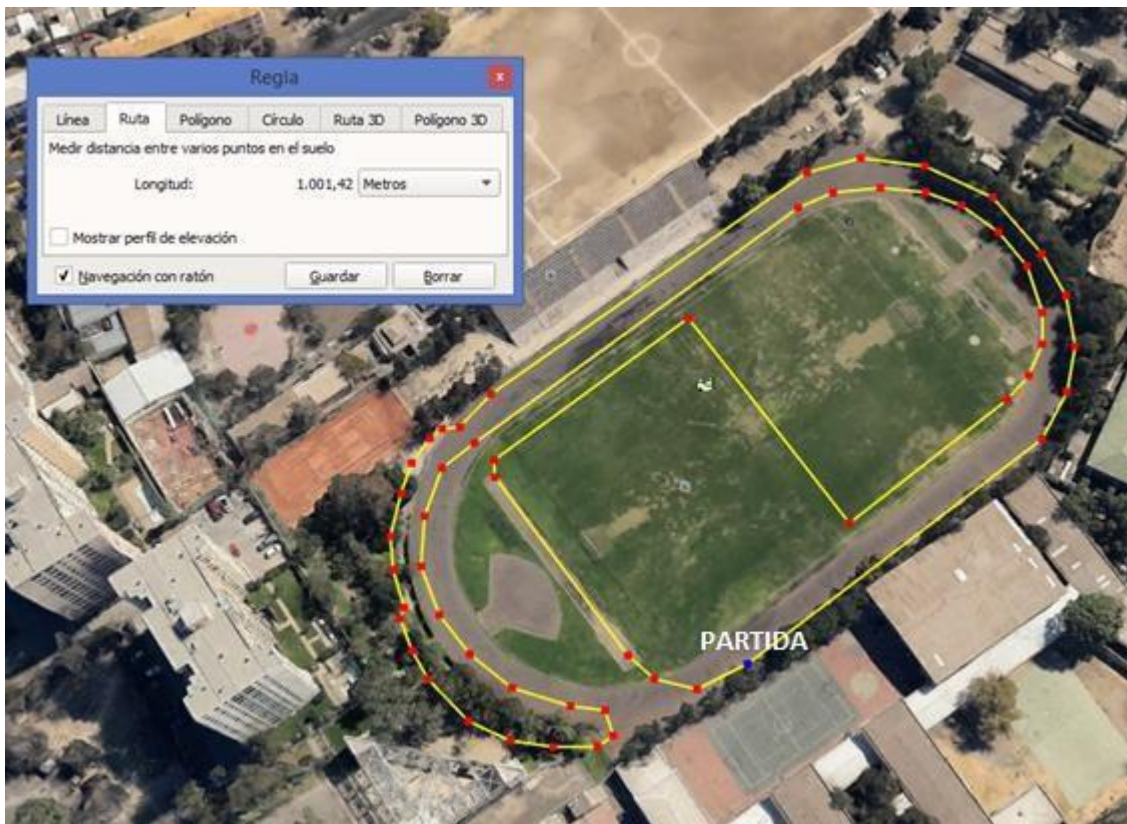 Regla
Línea Ruta Polígono Círculo Ruta 3D Polígono 3D
Medir distancia entre varios puntos en el suelo
Longitud: 1.001,42 Metros
Mostrar perfil de elevación
Navegación con ratón Guardar Borrar
PARTIDA